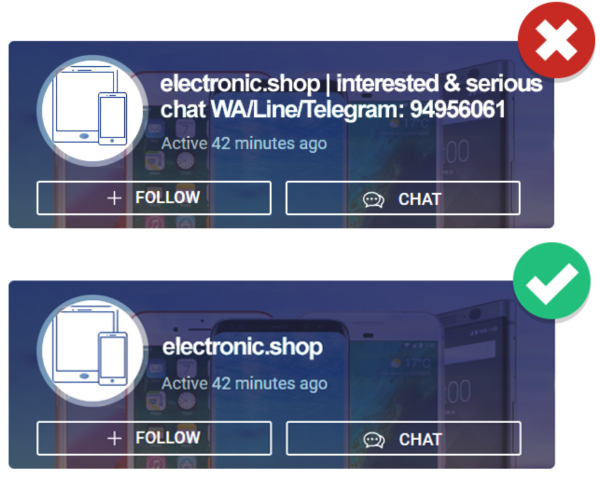 electronic.shop | interested & serious
chat WA/Line/Telegram: 94956061
Active 42 minutes ago
+ FOLLOW
CHAT
electronic.shop
Active 42 minutes ago
+ FOLLOW
CHAT